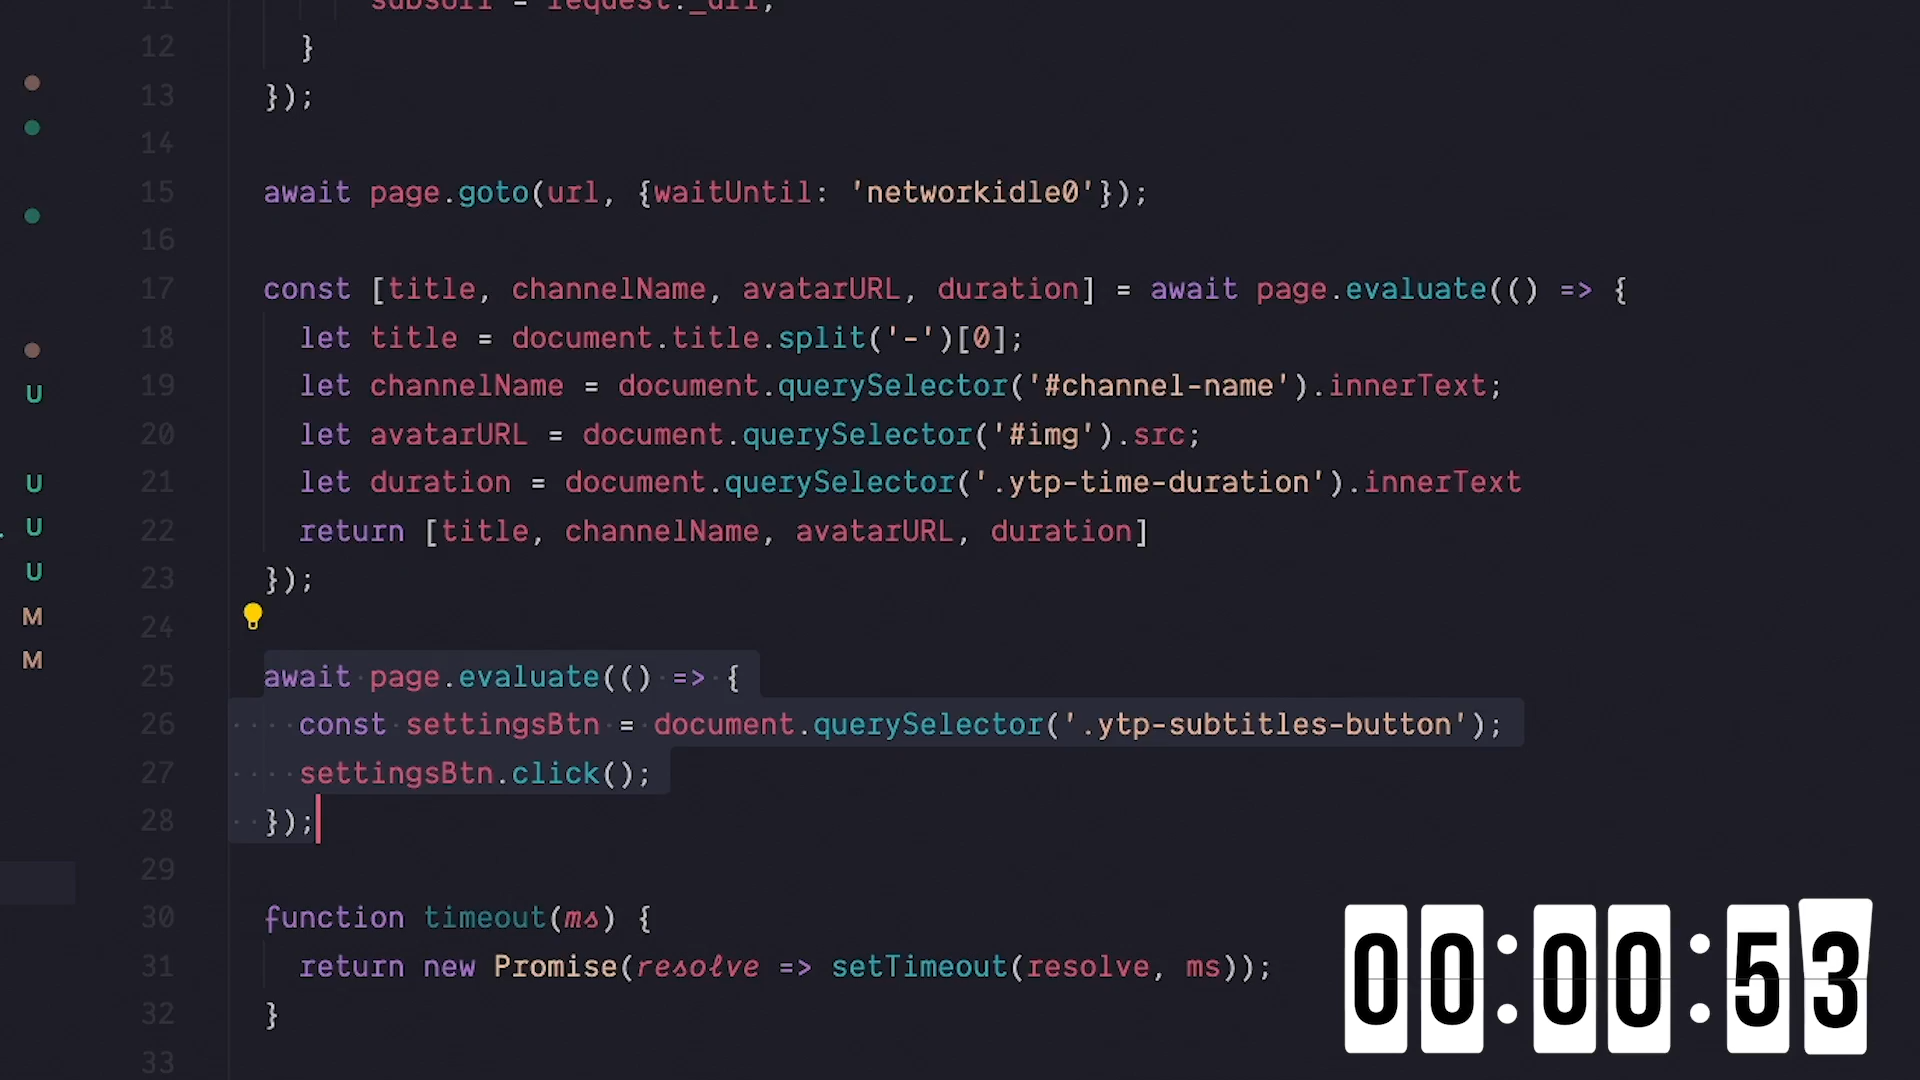 11 subsUrl = request._url;
12 }
13 });
14
15 await page.goto(url, {waitUntil: 'networkidle0'});
16
17 const [title, channelName, avatarURL, duration] = await page.evaluate(() => {
18 let title = document.title.split('-')[0];
19 let channelName = document.querySelector('#channel-name').innerText;
20 let avatarURL = document.querySelector('#img').src;
21 let duration = document.querySelector('.ytp-time-duration').innerText
22 return [title, channelName, avatarURL, duration]
23 });
24
25 await page.evaluate(() => {
26 const settingsBtn = document.querySelector('.ytp-subtitles-button');
27 settingsBtn.click();
28 });
29
30 function timeout(ms) {
31 return new Promise(resolve => setTimeout(resolve, ms));
32 }
33
U
U
U
U
M
M
00:00:53